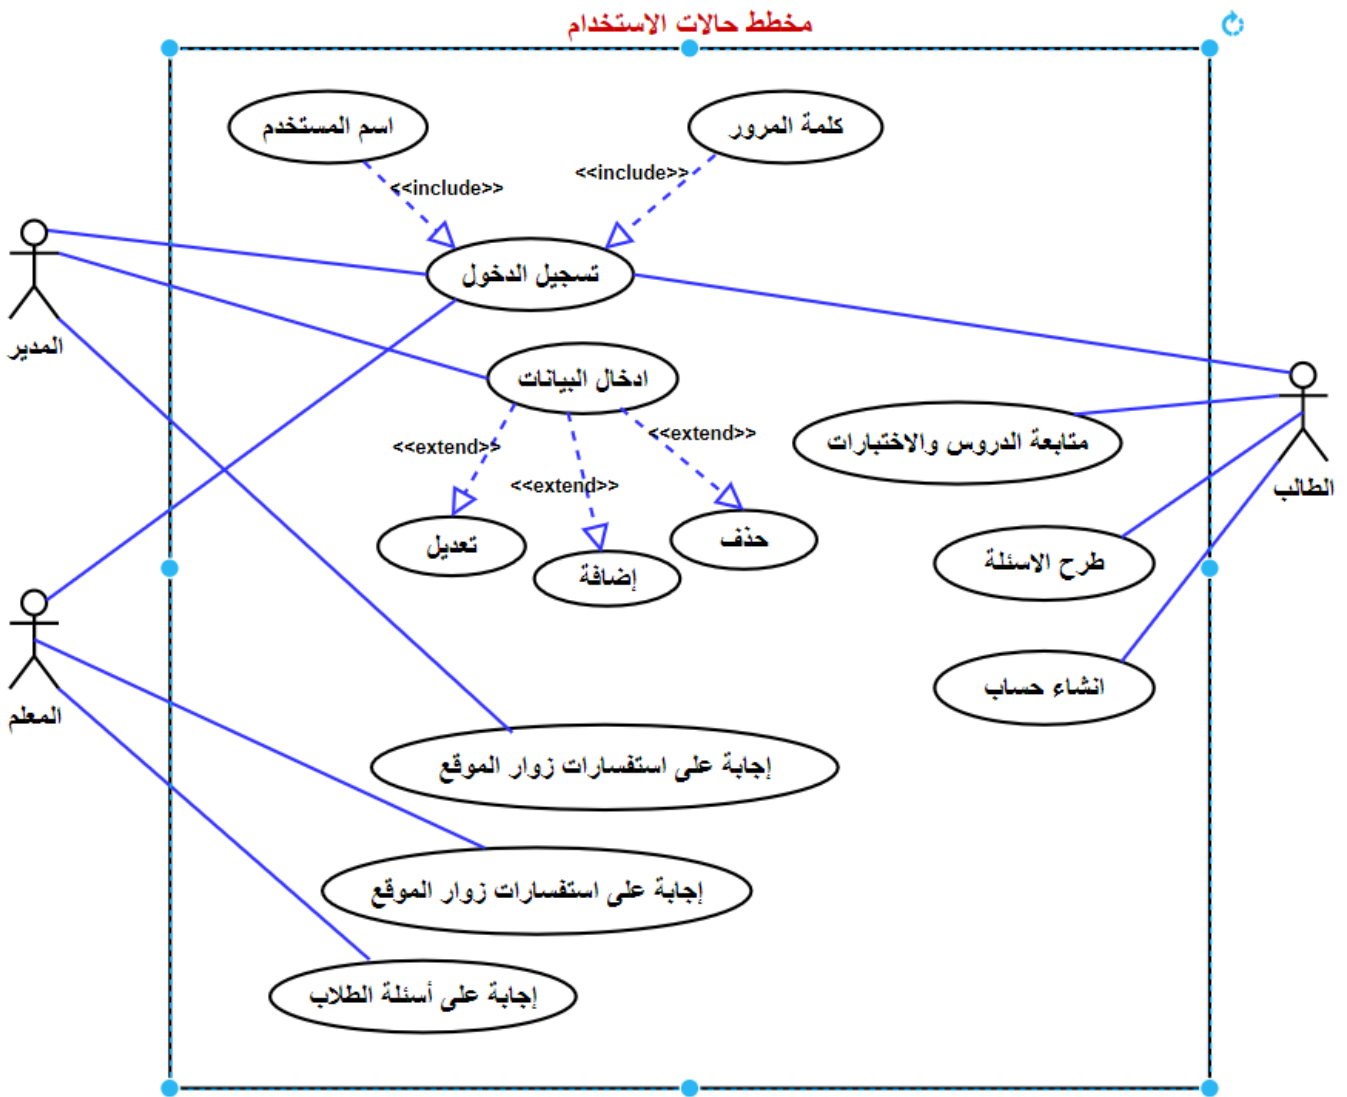 مخطط حالات الاستخدام
كلمة المرور
اسم المستخدم
<<include>>
<<include>>
تسجيل الدخول
المدير
ادخال البيانات
<<extend>>
<<extend>>
<<extend>>
متابعة الدروس والاختبارات
الطالب
حذف
تعديل
إضافة
طرح الاسئلة
انشاء حساب
المعلم
إجابة على استفسارات زوار الموقع
إجابة على استفسارات زوار الموقع
إجابة على أسئلة الطلاب